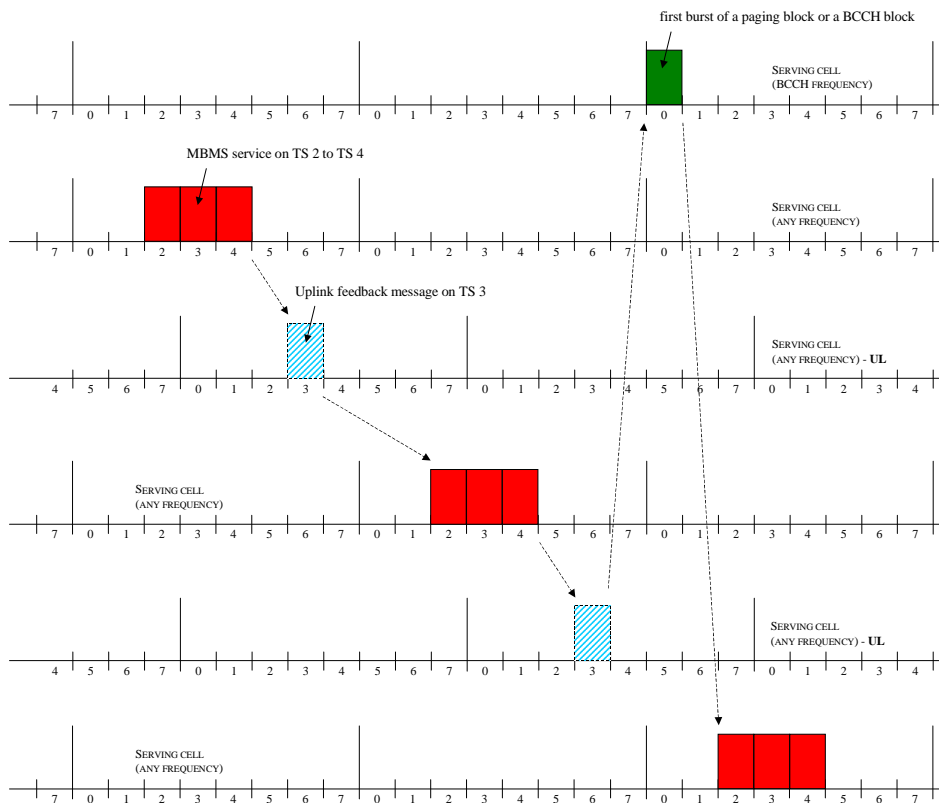 first burst of a paging block or a BCCH block
SERVING CELL
(BCCH FREQUENCY)
7 0 1 2 3 4 5 6 7 0 1 2 3 4 5 6 7 0 1 2 3 4 5 6 7
MBMS service on TS 2 to TS 4
SERVING CELL
(ANY FREQUENCY)
7 0 1 2 3 4 5 6 7 0 1 2 3 4 5 6 7 0 1 2 3 4 5 6 7
Uplink feedback message on TS 3
SERVING CELL
(ANY FREQUENCY) - UL
4 5 6 7 0 1 2 3 4 5 6 7 0 1 2 3 4 5 6 7 0 1 2 3 4
SERVING CELL
(ANY FREQUENCY)
7 0 1 2 3 4 5 6 7 0 1 2 3 4 5 6 7 0 1 2 3 4 5 6 7
SERVING CELL
(ANY FREQUENCY) - UL
4 5 6 7 0 1 2 3 4 5 6 7 0 1 2 3 4 5 6 7 0 1 2 3 4
SERVING CELL
(ANY FREQUENCY)
7 0 1 2 3 4 5 6 7 0 1 2 3 4 5 6 7 0 1 2 3 4 5 6 7